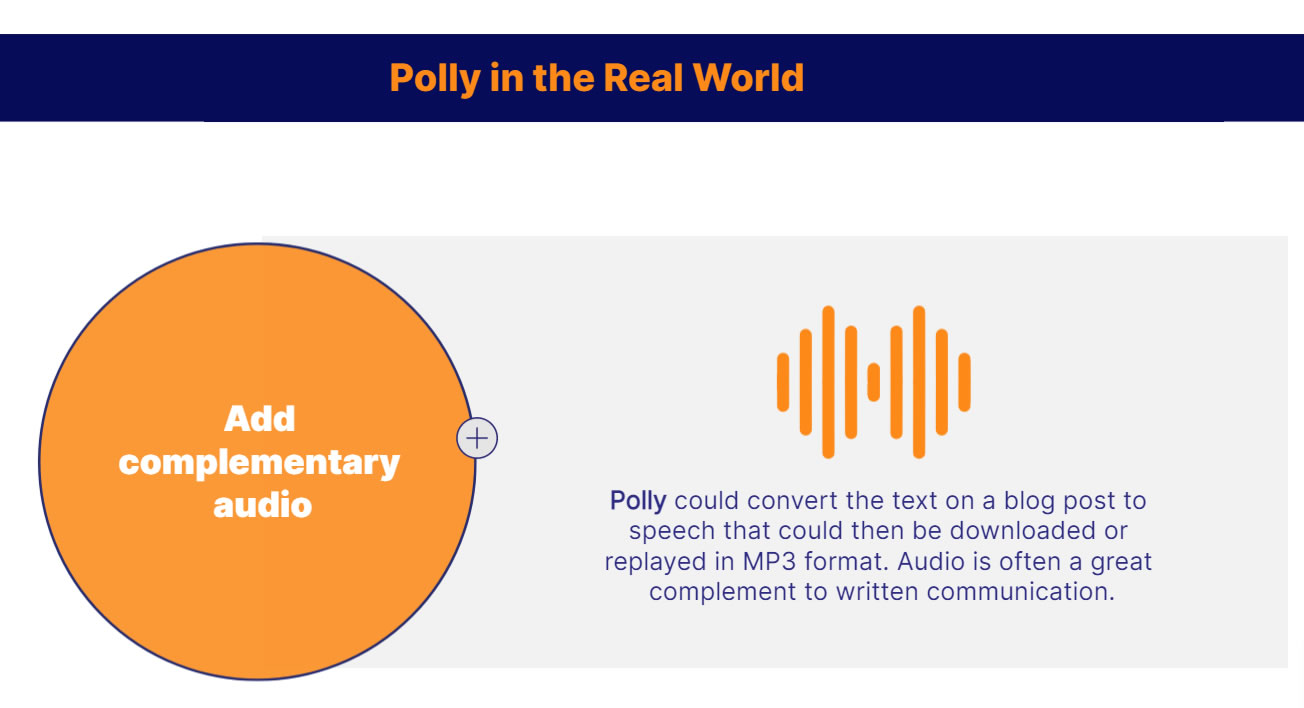 Polly in the Real World
Add
complementary
audio
Polly could convert the text on a blog post to
speech that could then be downloaded or
replayed in MP3 format. Audio is often a great
complement to written communication.